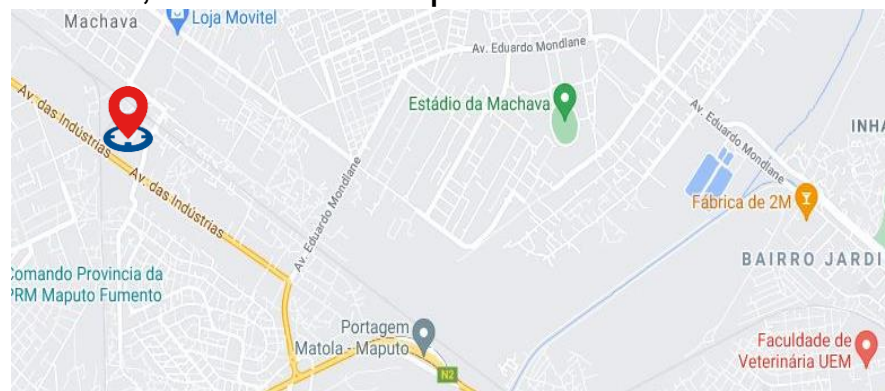 Machava
Loja Movitel
Av. das Indústrias
Av. das Indústrias
Av. Eduardo Mondlane
Estádio da Machava
Av. Eduardo Mondlane
INHA
Av. Eduardo Mondlane
Fábrica de 2M
BAIRRO JARDI
Comando Provincia da
PRM Maputo Fumento
Portagem
Matola - Maputo
N2
Faculdade de
Veterinária UEM